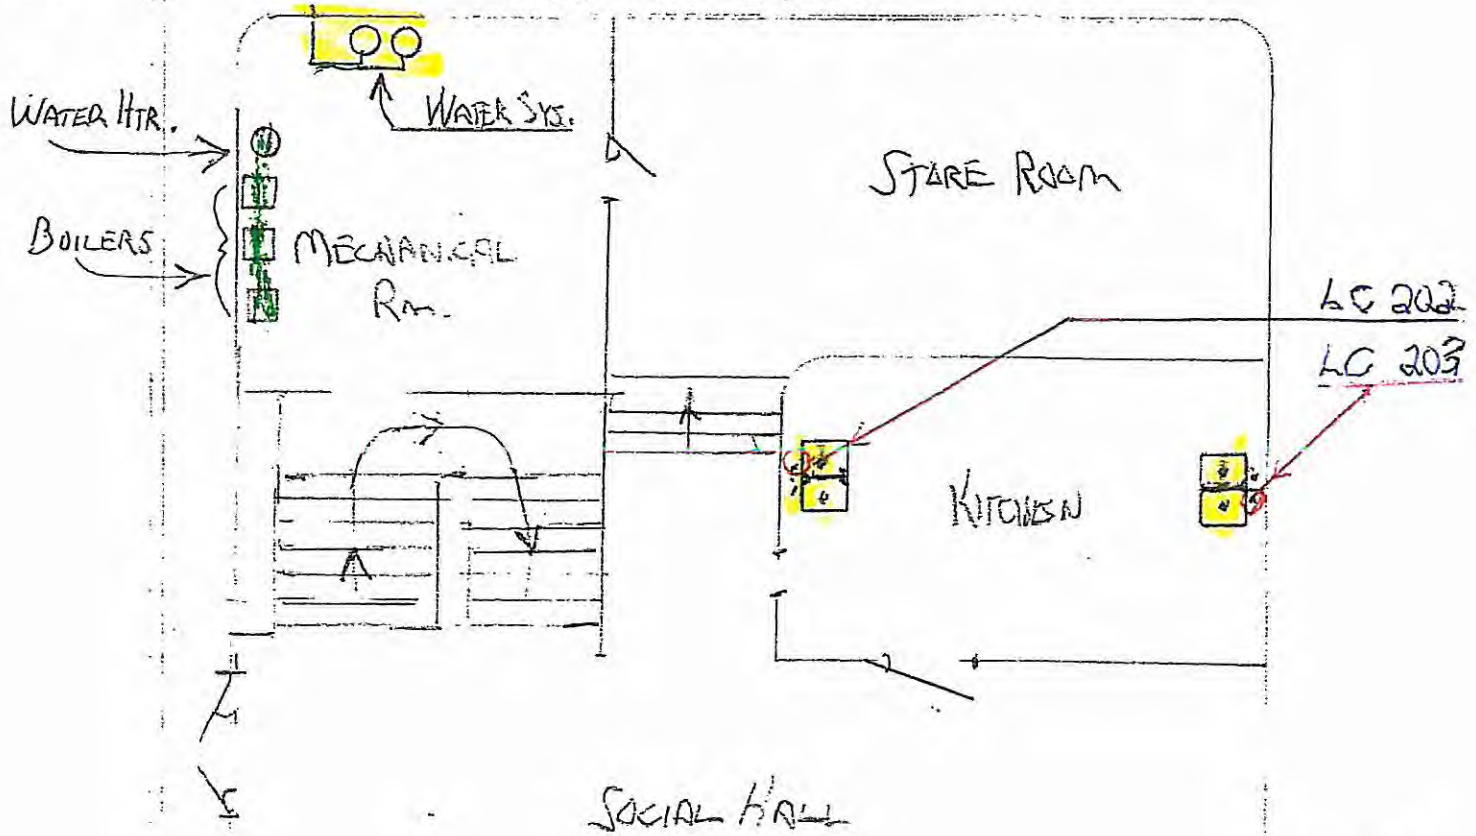 WATER HTR.
WATER SYS.
STORE ROOM
BOILERS
MECHANICAL
RM.
LC 202
LC 203
KITCHEN
SOCIAL HALL